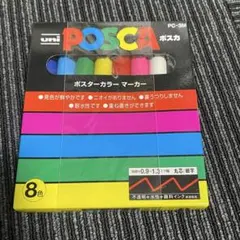 uni POSCA ポスカ PC-3M
ポスターカラー マーカー
●発色が鮮やかです ●ニオイがありません ●裏うつりしません
●耐水性です ●重ね書きができます
8色
0.9~1.3 丸芯 細字
不透明・水性顔料インク